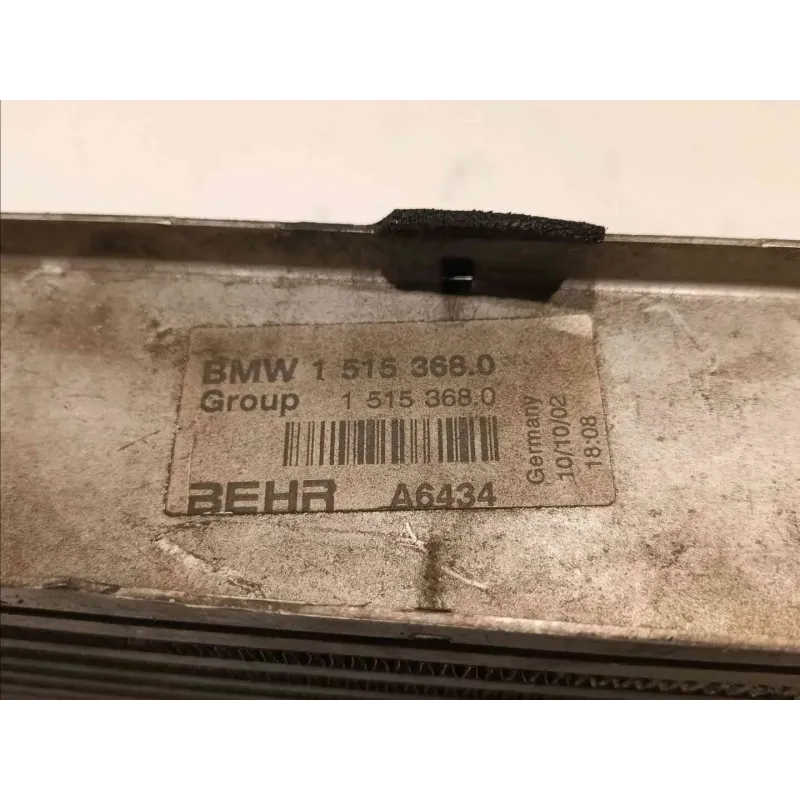 BMW 1 515 368.0
Group 1 515 368.0
BEHR A6434
Germany
10/10/02
18:08